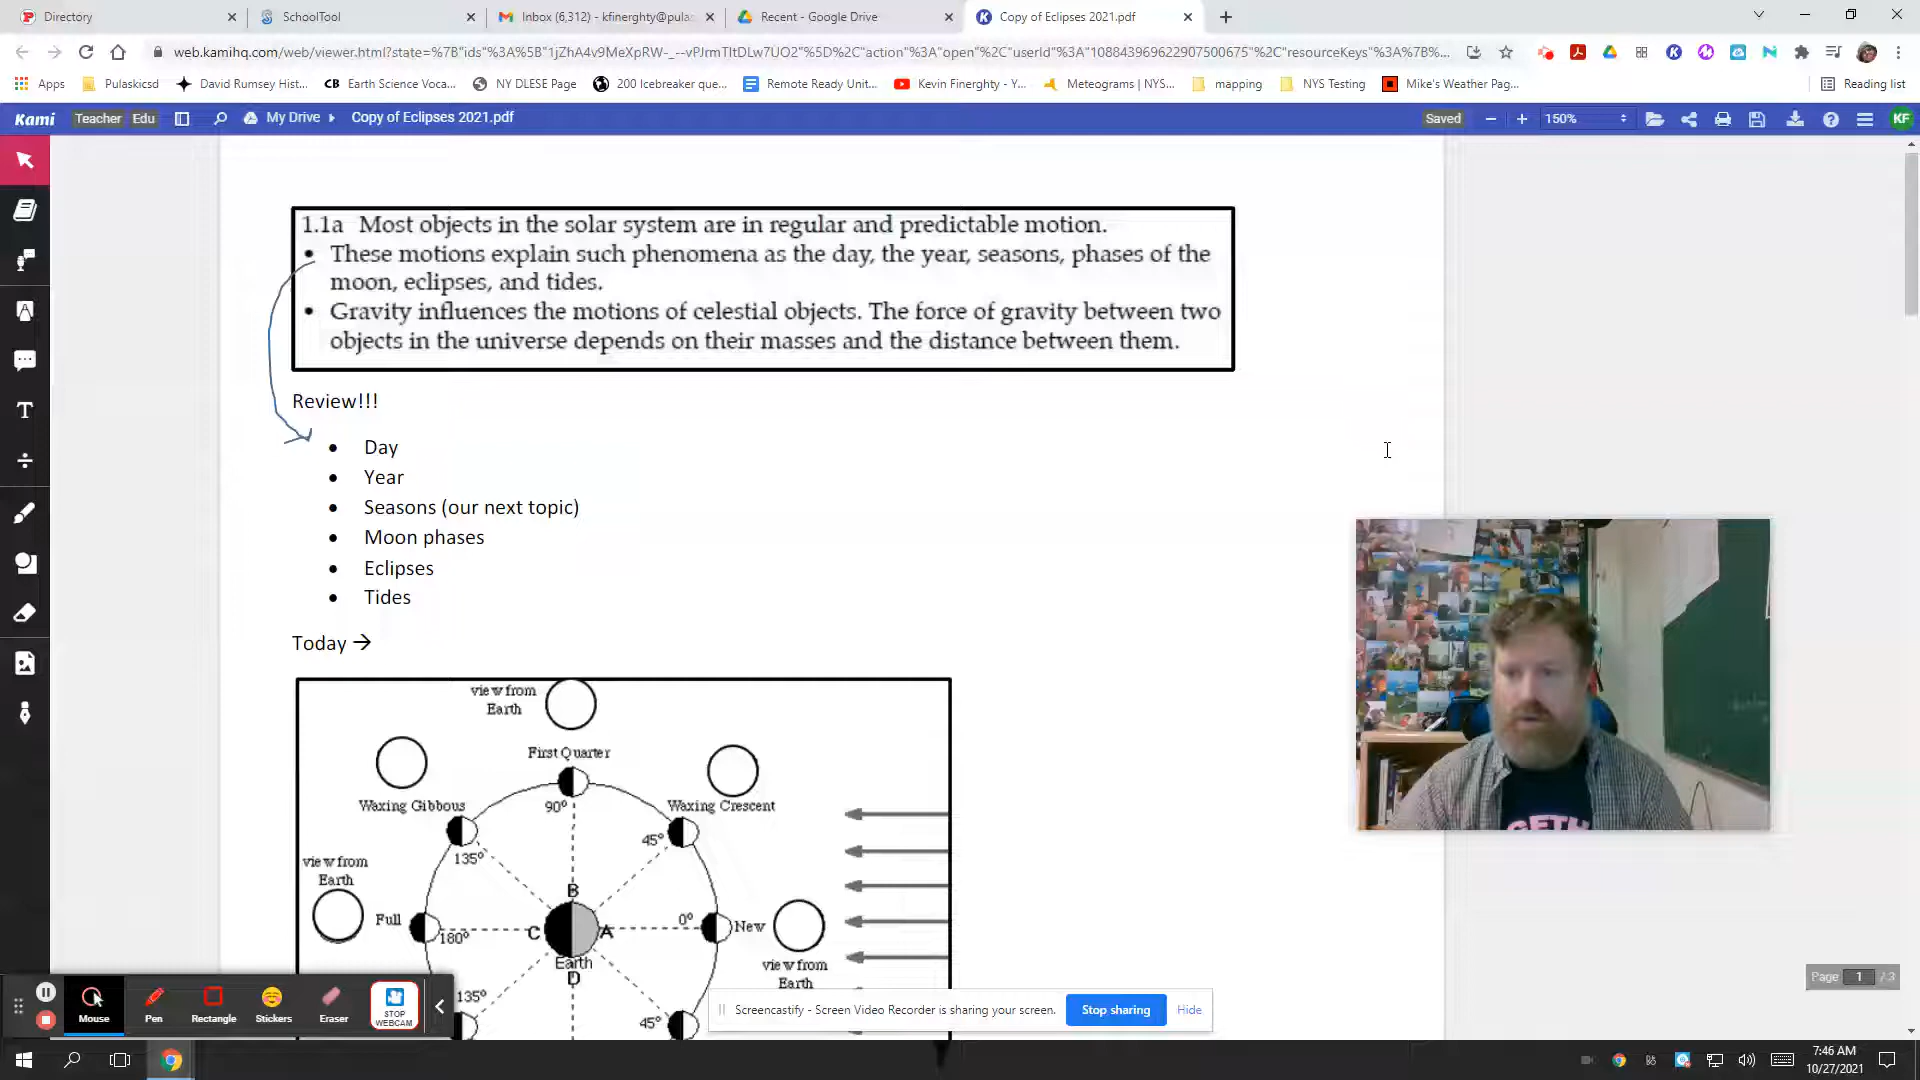 Directory
SchoolTool
Inbox (6,312) - kfinerghty@pula
Recent - Google Drive
Copy of Eclipses 2021.pdf
web.kamihq.com/web/viewer.html?state=%7B"ids"%3A%5B"1jZhA4v9MeXpRW-_--vPJrmTItDLw7UO2"%5D%2C"action"%3A"open"%2C"userId"%3A"108843969622907500675"%2C"resourceKeys"%3A%7B%...
Apps
Pulaskicsd
David Rumsey Hist...
CB Earth Science Voca...
NY DLESE Page
200 Icebreaker que...
Remote Ready Unit...
Kevin Finerghty - Y...
Meteograms | NYS...
mapping
NYS Testing
Mike's Weather Pag...
Reading list
Kami Teacher Edu
My Drive
Copy of Eclipses 2021.pdf
Saved
150%
KF
1.1a Most objects in the solar system are in regular and predictable motion.
• These motions explain such phenomena as the day, the year, seasons, phases of the
moon, eclipses, and tides.
• Gravity influences the motions of celestial objects. The force of gravity between two
objects in the universe depends on their masses and the distance between them.
Review!!!
• Day
• Year
• Seasons (our next topic)
• Moon phases
• Eclipses
• Tides
Today →
view from
Earth
First Quarter
90°
Waxing Gibbous
135°
Waxing Crescent
45°
view from
Earth
Full
180°
B
C
A
Earth
D
0°
New
view from
Earth
135°
45°
GETH
Page 1 / 3
Mouse
Pen
Rectangle
Stickers
Eraser
STOP
WEBCAM
Screencastify - Screen Video Recorder is sharing your screen.
Stop sharing
Hide
7:46 AM
10/27/2021